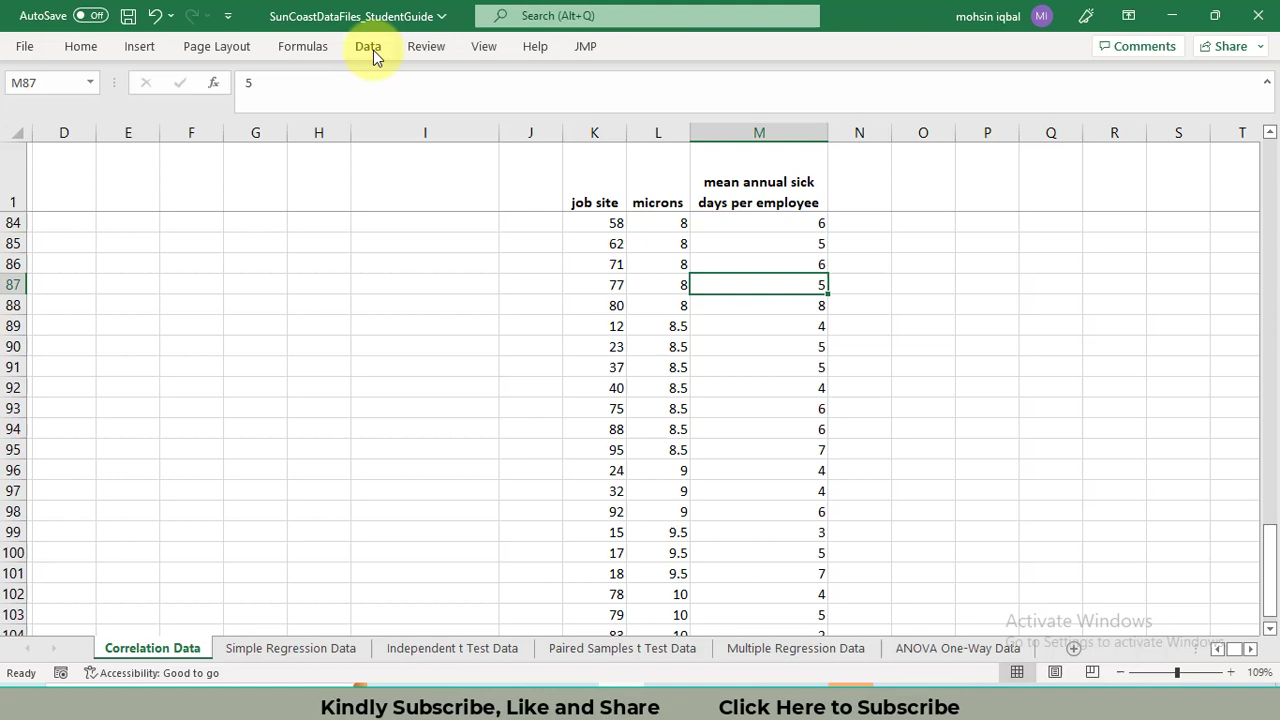 AutoSave Off SunCoastDataFiles_StudentGuide Search (Alt+Q) mohsin iqbal MI
File Home Insert Page Layout Formulas Data Review View Help JMP Comments Share
M87 fx 5
D E F G H I J K L M N O P Q R S T
1 job site microns mean annual sick days per employee
84 58 8 6
85 62 8 5
86 71 8 6
87 77 8 5
88 80 8 8
89 12 8.5 4
90 23 8.5 5
91 37 8.5 5
92 40 8.5 4
93 75 8.5 6
94 88 8.5 6
95 95 8.5 7
96 24 9 4
97 32 9 4
98 92 9 6
99 15 9.5 3
100 17 9.5 5
101 18 9.5 7
102 78 10 4
103 79 10 5
104 83 10 2
Activate Windows
Go to Settings to activate Windows.
Correlation Data Simple Regression Data Independent t Test Data Paired Samples t Test Data Multiple Regression Data ANOVA One-Way Data
Ready Accessibility: Good to go 109%
Kindly Subscribe, Like and Share Click Here to Subscribe